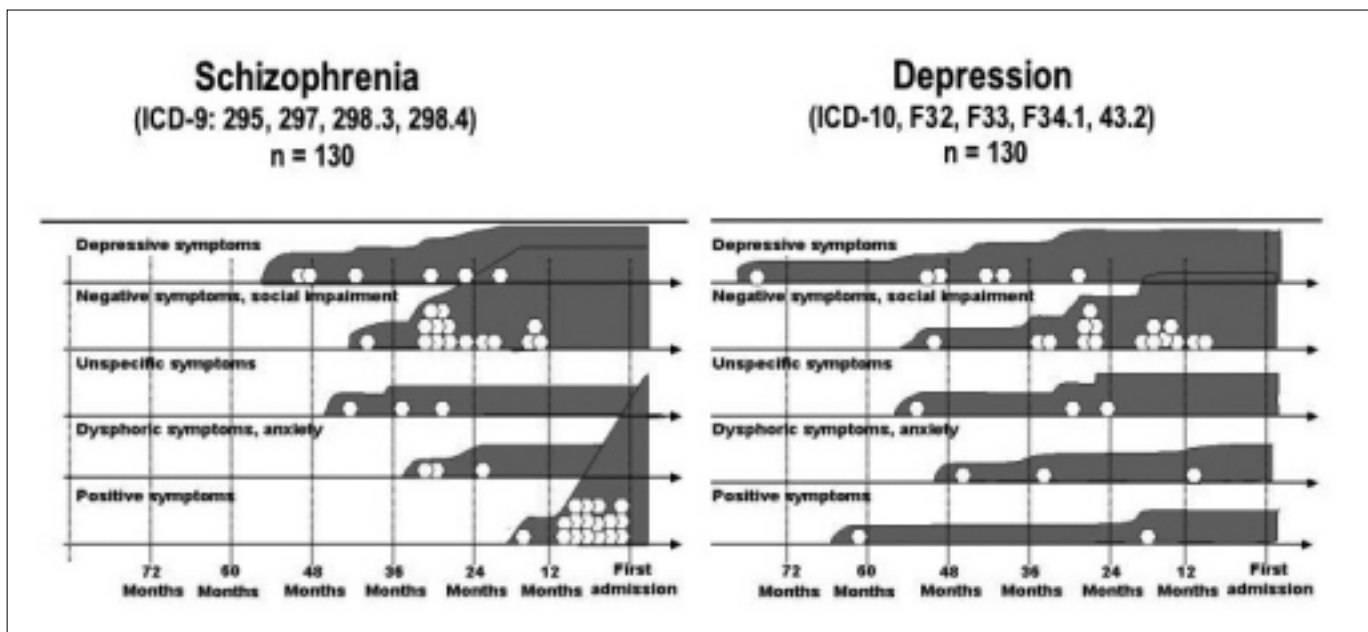 Schizophrenia
(ICD-9: 295, 297, 298.3, 298.4)
n = 130
Depressive symptoms
Negative symptoms, social impairment
Unspecific symptoms
Dysphoric symptoms, anxiety
Positive symptoms
72 60 48 36 24 12 First
Months Months Months Months Months Months admission
Depression
(ICD-10, F32, F33, F34.1, 43.2)
n = 130
Depressive symptoms
Negative symptoms, social impairment
Unspecific symptoms
Dysphoric symptoms, anxiety
Positive symptoms
72 60 48 36 24 12 First
Months Months Months Months Months Months admission